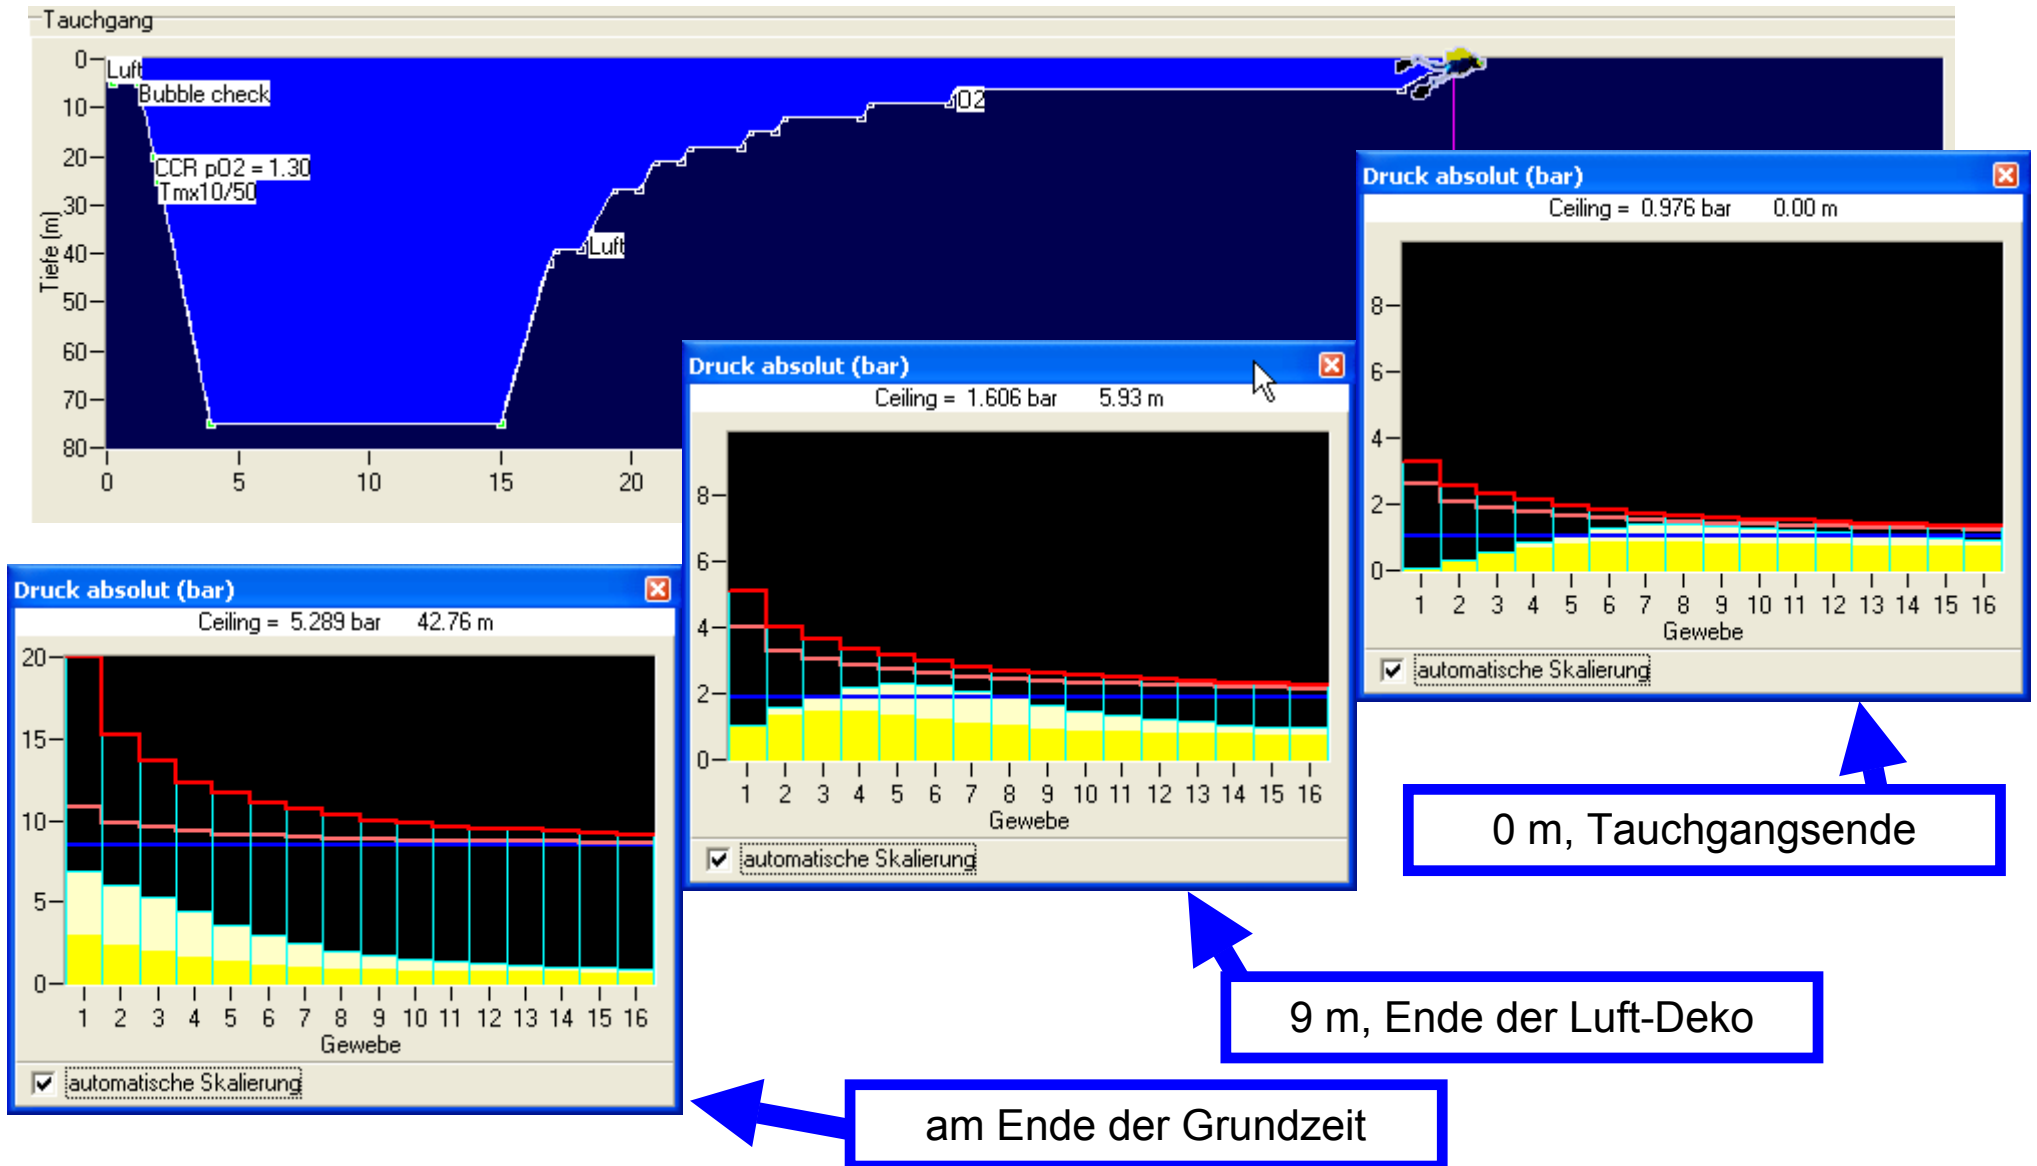 Tauchgang
Tiefe (m)
0
10
20
30
40
50
60
70
80
Luft
Bubble check
CCR pO2 = 1.30
Tmx10/50
Luft
O2
0 5 10 15 20
Druck absolut (bar)
Ceiling = 0.976 bar 0.00 m
8
6
4
2
0
1 2 3 4 5 6 7 8 9 10 11 12 13 14 15 16
Gewebe
automatische Skalierung
Druck absolut (bar)
Ceiling = 1.606 bar 5.93 m
8
6
4
2
0
1 2 3 4 5 6 7 8 9 10 11 12 13 14 15 16
Gewebe
automatische Skalierung
Druck absolut (bar)
Ceiling = 5.289 bar 42.76 m
20
15
10
5
0
1 2 3 4 5 6 7 8 9 10 11 12 13 14 15 16
Gewebe
automatische Skalierung
0 m, Tauchgangsende
9 m, Ende der Luft-Deko
am Ende der Grundzeit